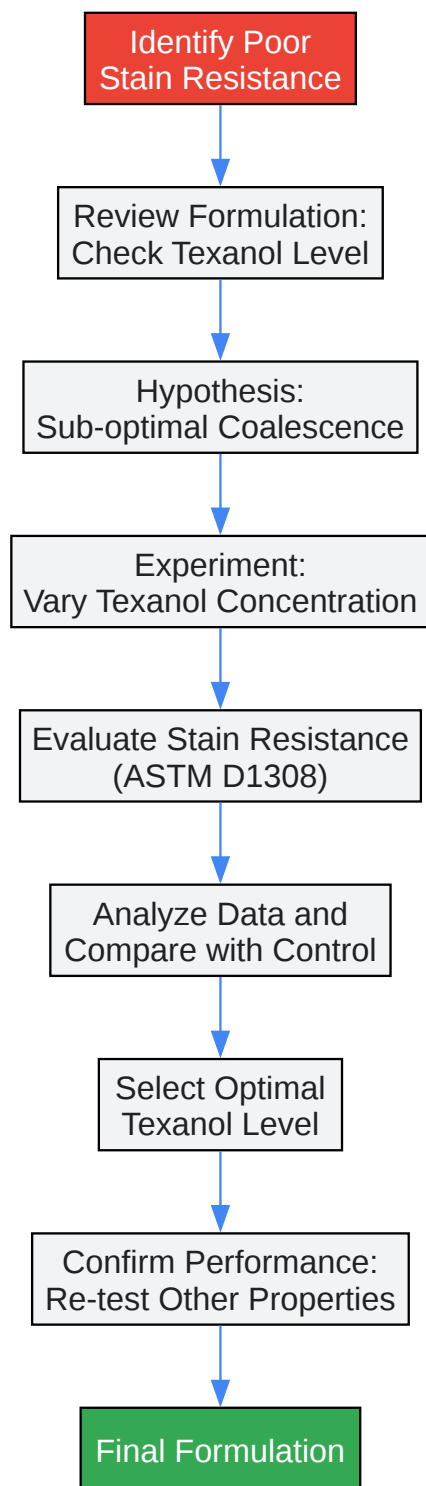 Identify Poor
Stain Resistance
Review Formulation:
Check Texanol Level
Hypothesis:
Sub-optimal Coalescence
Experiment:
Vary Texanol Concentration
Evaluate Stain Resistance
(ASTM D1308)
Analyze Data and
Compare with Control
Select Optimal
Texanol Level
Confirm Performance:
Re-test Other Properties
Final Formulation